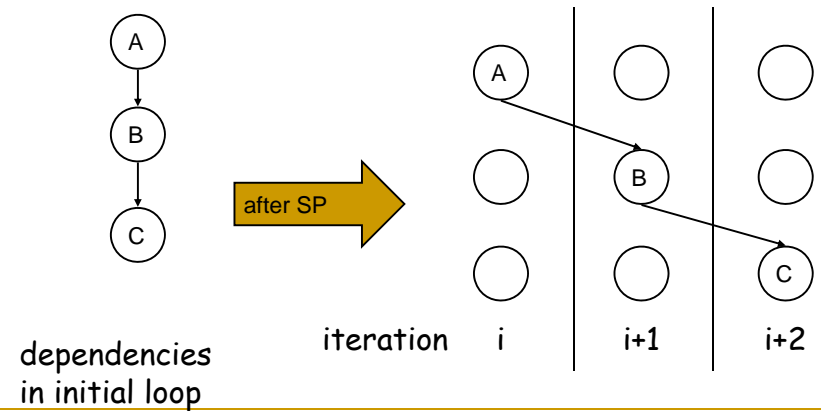 A
B
C
dependencies
in initial loop
after SP
A
B
C
iteration i i+1 i+2